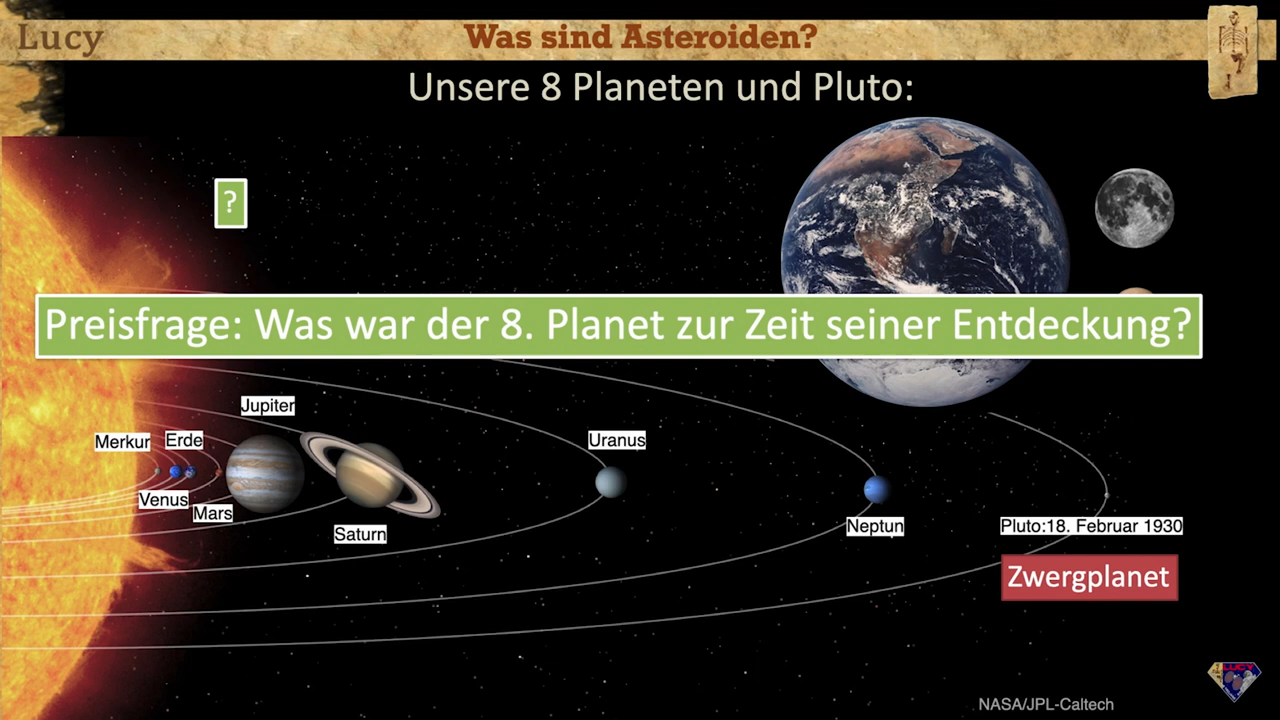 Lucy
Was sind Asteroiden?
Unsere 8 Planeten und Pluto:
?
Preisfrage: Was war der 8. Planet zur Zeit seiner Entdeckung?
Jupiter
Merkur
Erde
Uranus
Venus
Mars
Saturn
Neptun
Pluto:18. Februar 1930
Zwergplanet
LUCY
NASA/JPL-Caltech